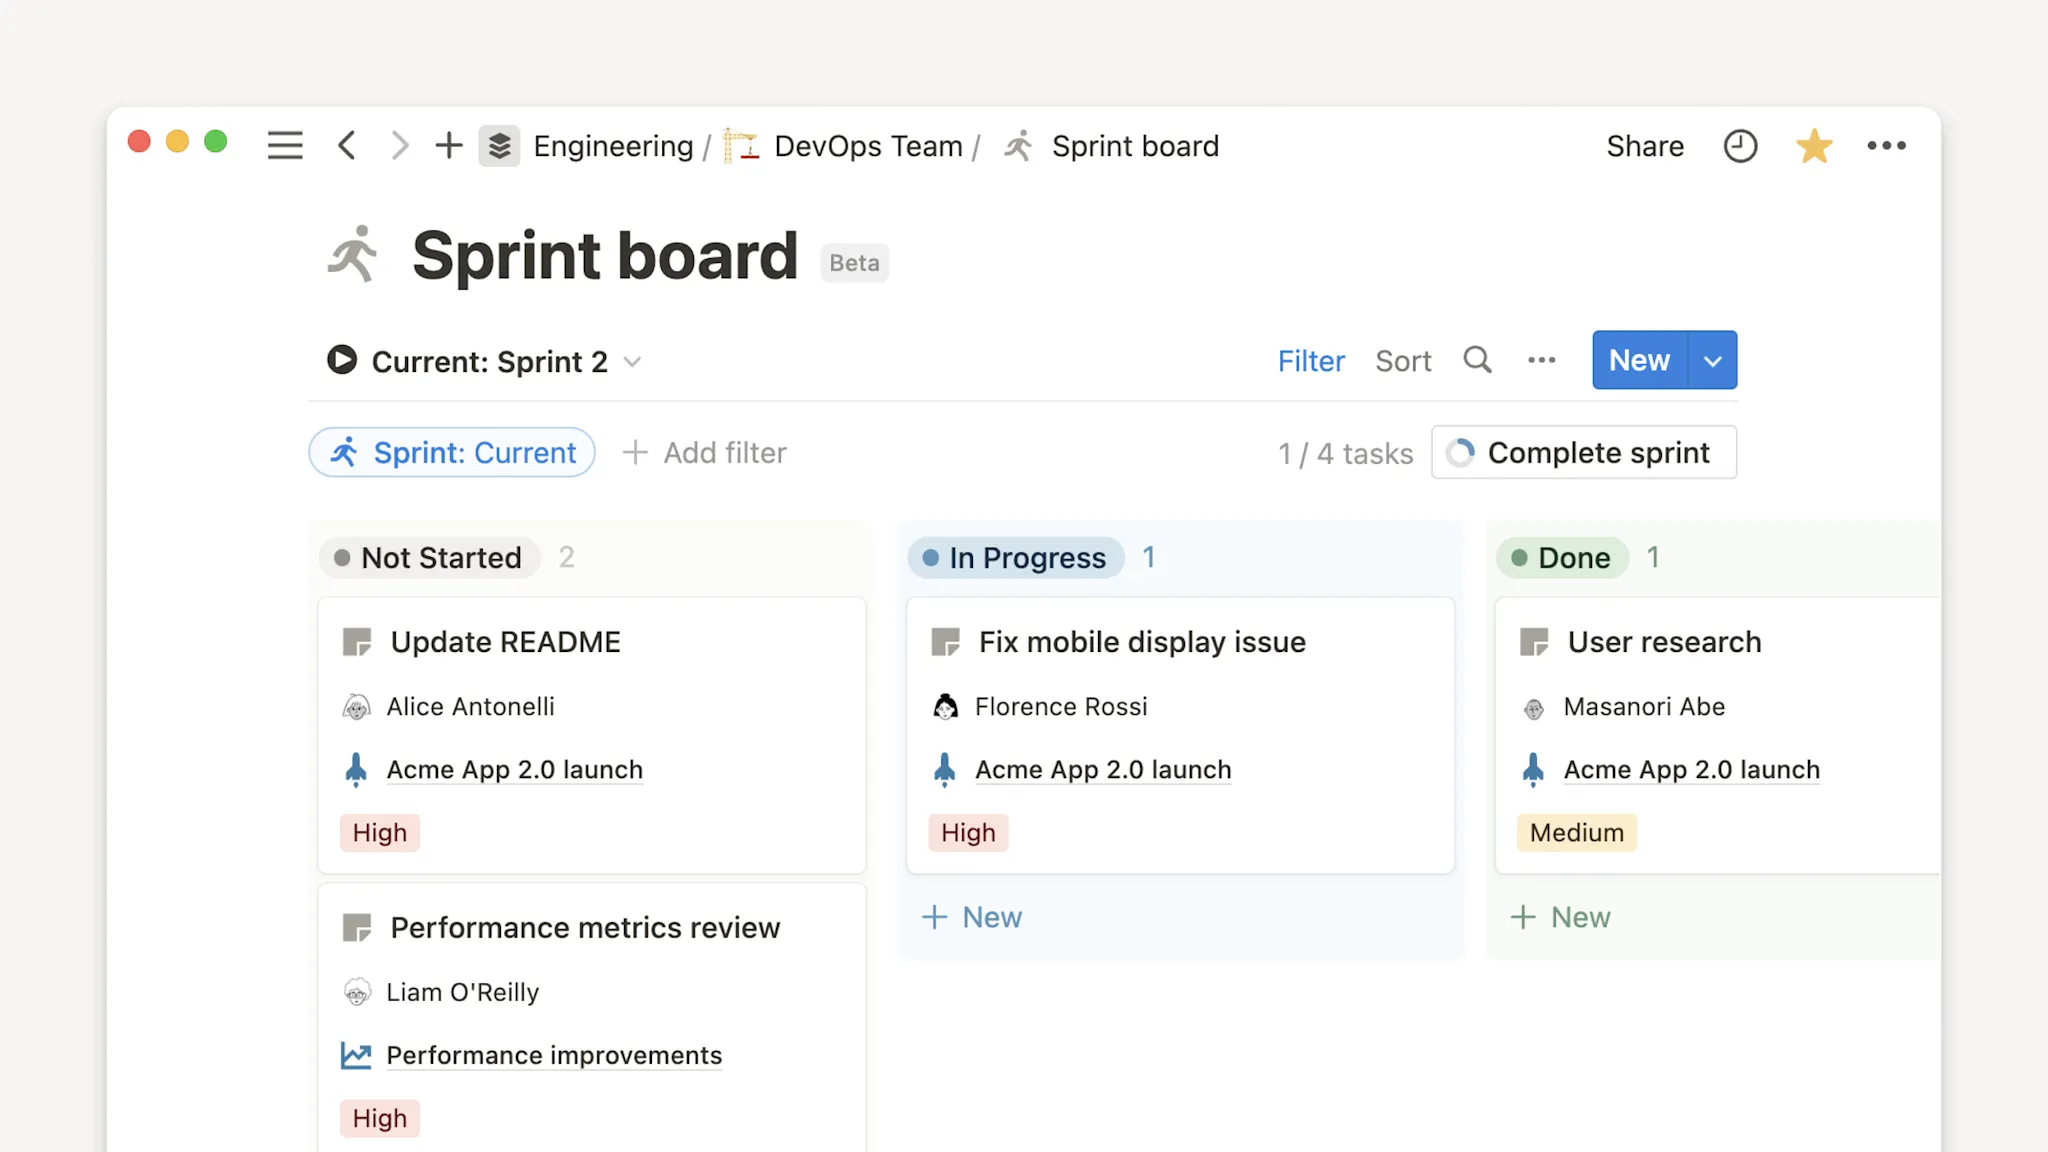 Engineering / DevOps Team / Sprint board
Share
Sprint board Beta
Current: Sprint 2
Filter Sort New
Sprint: Current + Add filter
1 / 4 tasks Complete sprint
Not Started 2
Update README
Alice Antonelli
Acme App 2.0 launch
High
Performance metrics review
Liam O'Reilly
Performance improvements
High
In Progress 1
Fix mobile display issue
Florence Rossi
Acme App 2.0 launch
High
+ New
Done 1
User research
Masanori Abe
Acme App 2.0 launch
Medium
+ New